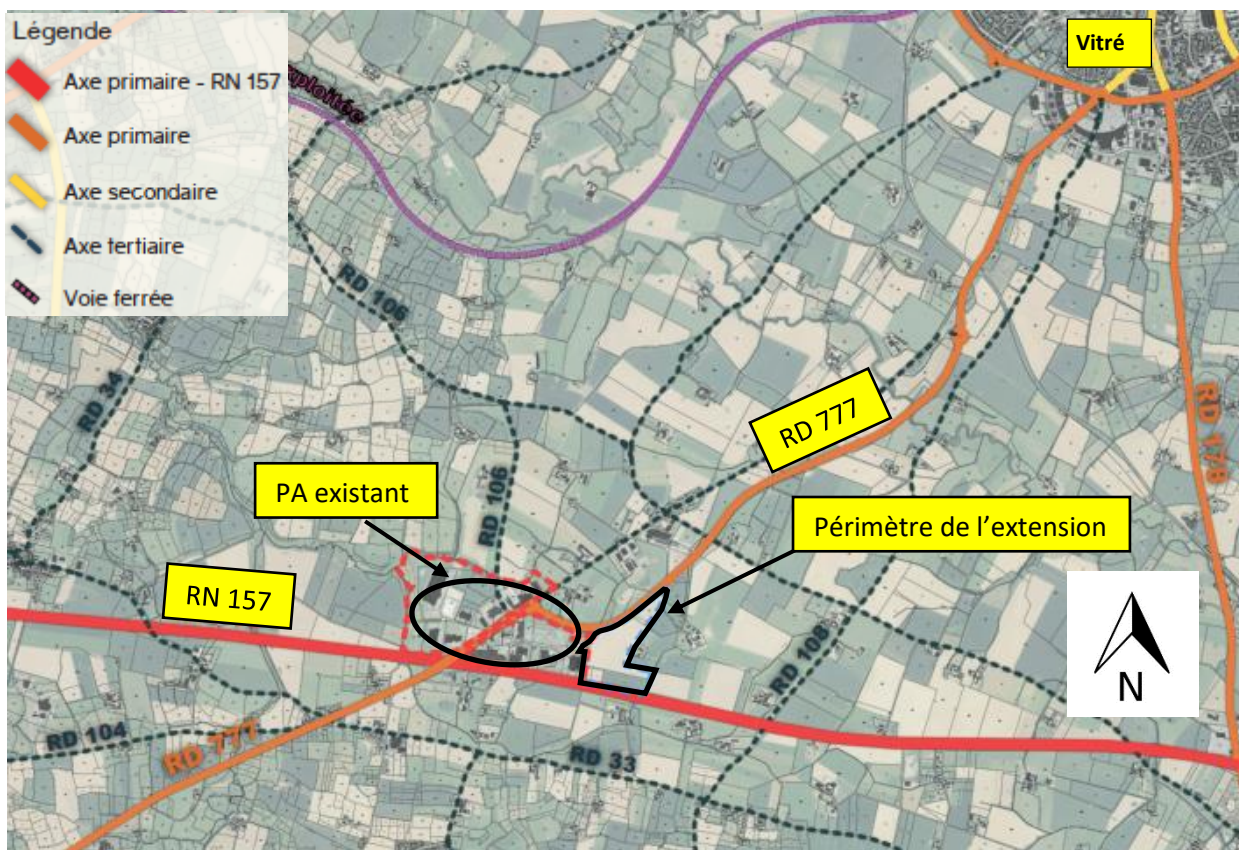 Légende
Axe primaire - RN 157
Axe primaire
Axe secondaire
Axe tertiaire
Voie ferrée
Vitré
exploitée
RD 106
RD 34
RD 777
RD 178
PA existant
RD 106
Périmètre de l'extension
RN 157
RD 108
N
RD 104
RD 777
RD 33